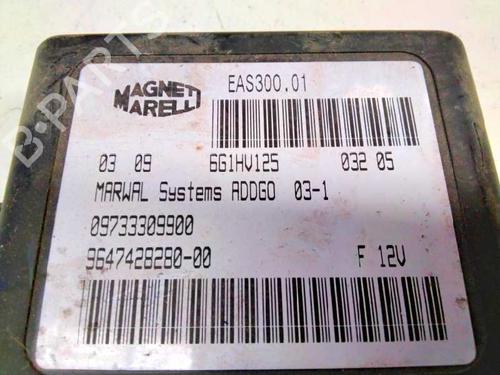 MAGNETI
MARELLI
EAS300.01
03 09 6G1HV125 032 05
MARWAL Systems ADDGO 03-1
09733309900
9647428280-00 F 12V
B-PARTS